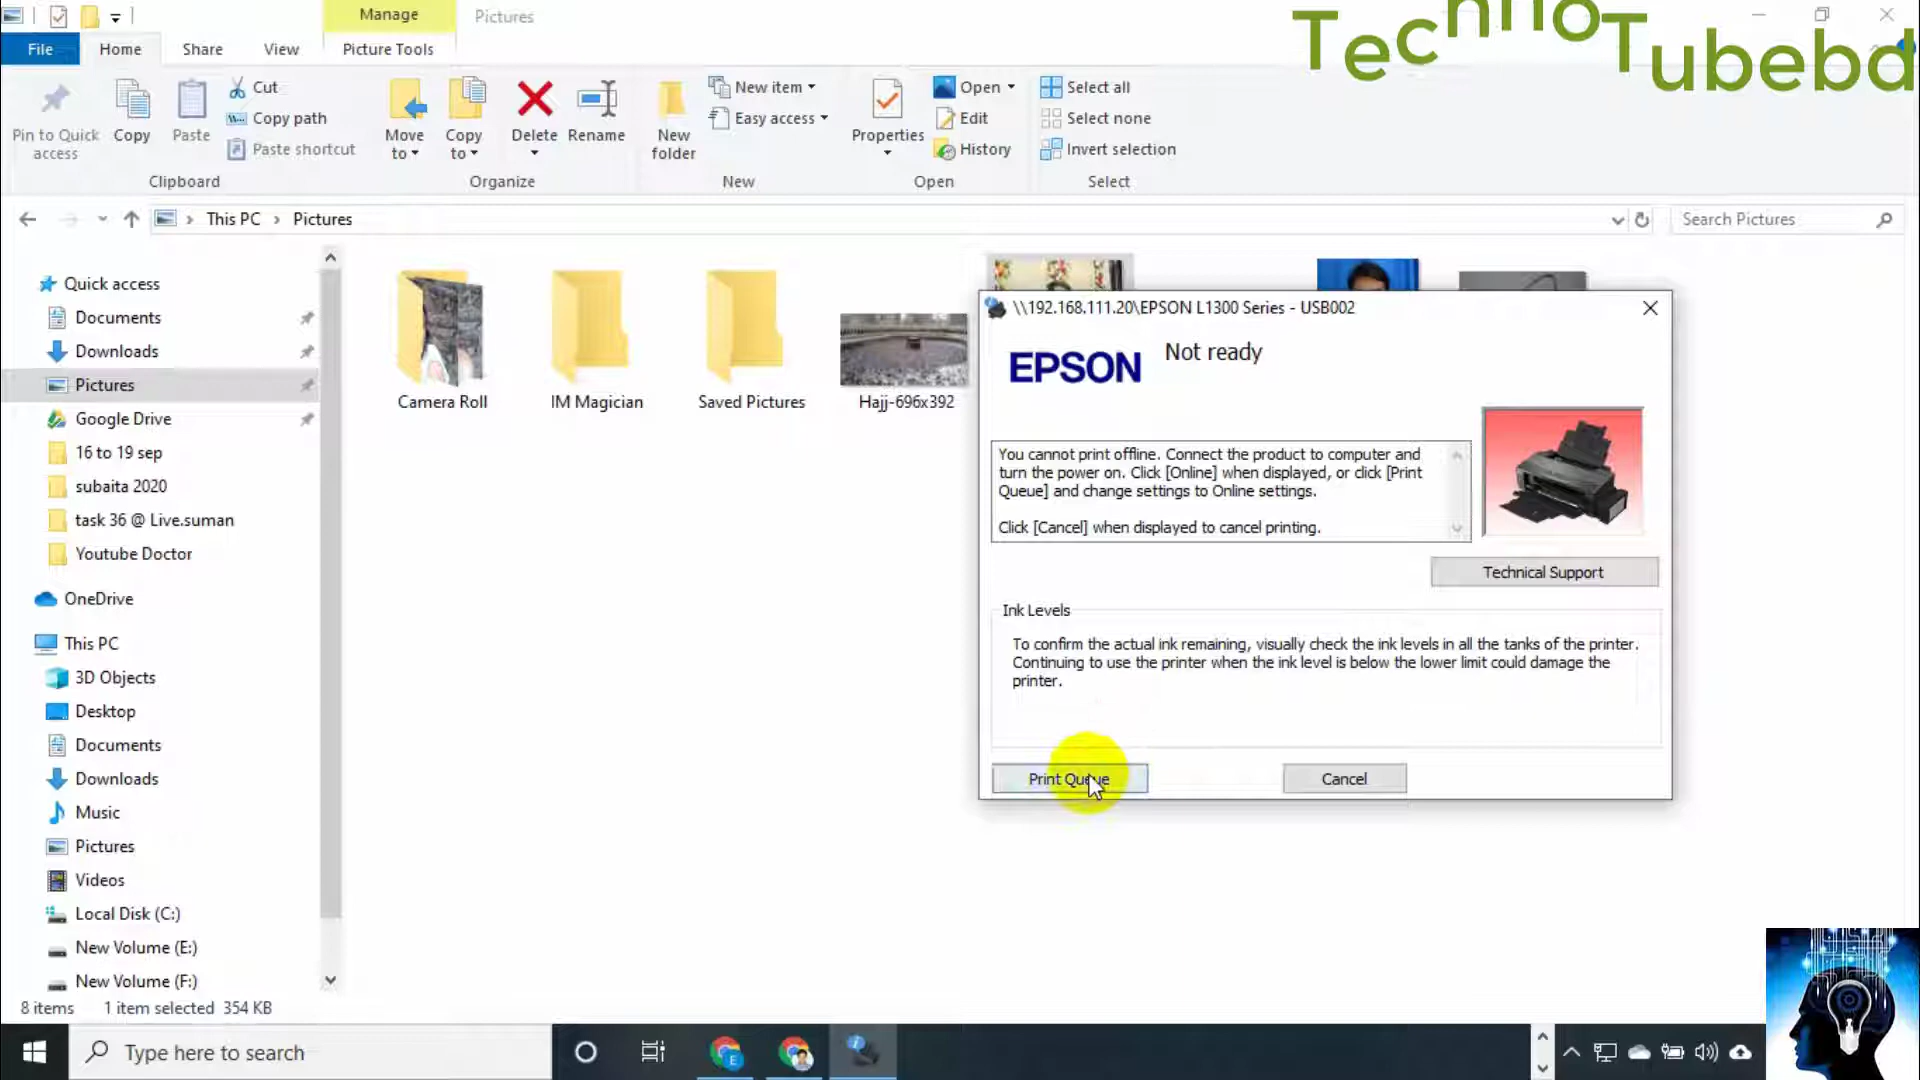 Manage
Pictures
Techno
Tubebd
File
Home
Share
View
Picture Tools
Pin to Quick
access
Copy
Paste
Cut
Copy path
Paste shortcut
Clipboard
Move
to
Copy
to
Delete
Rename
Organize
New
folder
New item
Easy access
New
Properties
Open
Edit
History
Open
Select all
Select none
Invert selection
Select
This PC
Pictures
Search Pictures
Quick access
Documents
Downloads
Pictures
Google Drive
16 to 19 sep
subaita 2020
task 36 @ Live.suman
Youtube Doctor
OneDrive
This PC
3D Objects
Desktop
Documents
Downloads
Music
Pictures
Videos
Local Disk (C:)
New Volume (E:)
New Volume (F:)
Camera Roll
IM Magician
Saved Pictures
Hajj-696x392
\\192.168.111.20\EPSON L1300 Series - USB002
EPSON
Not ready
You cannot print offline. Connect the product to computer and
turn the power on. Click [Online] when displayed, or click [Print
Queue] and change settings to Online settings.
Click [Cancel] when displayed to cancel printing.
Technical Support
Ink Levels
To confirm the actual ink remaining, visually check the ink levels in all the tanks of the printer.
Continuing to use the printer when the ink level is below the lower limit could damage the
printer.
Print Queue
Cancel
8 items
1 item selected 354 KB
Type here to search